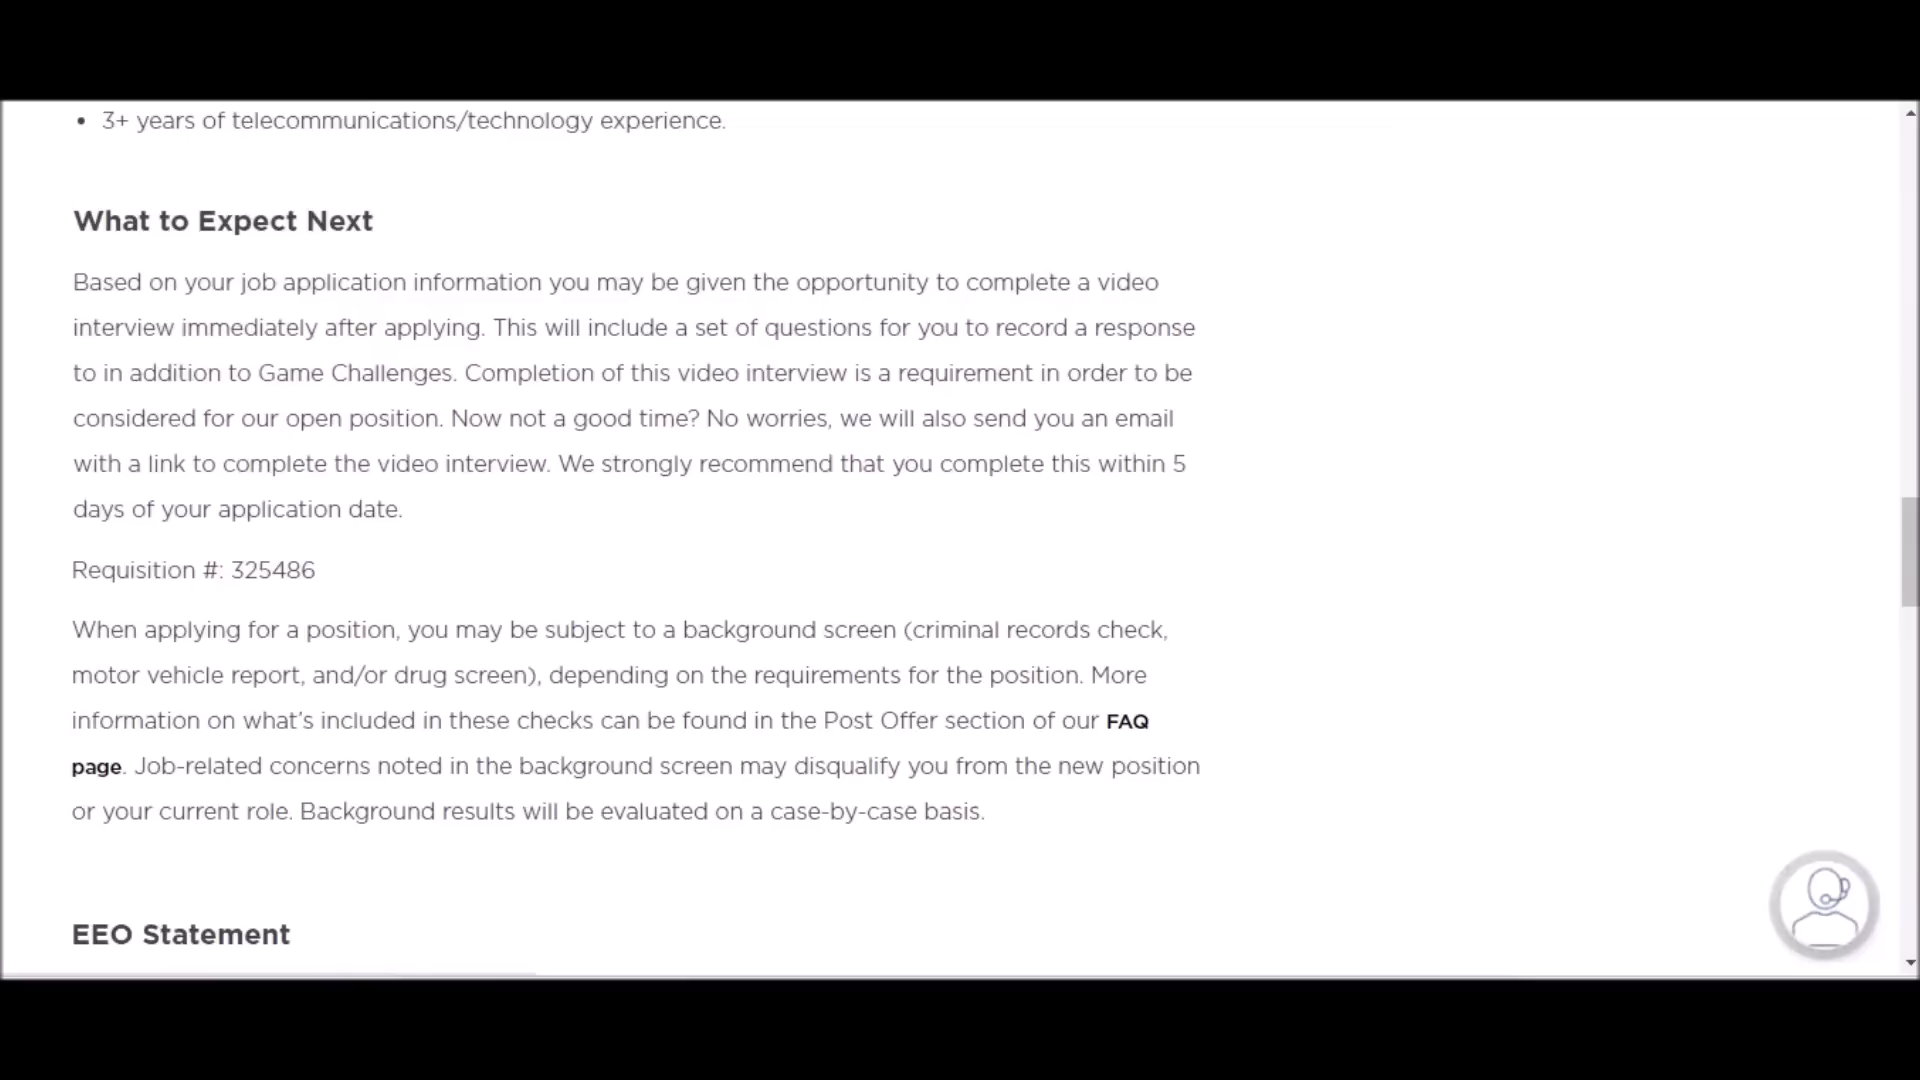 • 3+ years of telecommunications/technology experience.
What to Expect Next
Based on your job application information you may be given the opportunity to complete a video
interview immediately after applying. This will include a set of questions for you to record a response
to in addition to Game Challenges. Completion of this video interview is a requirement in order to be
considered for our open position. Now not a good time? No worries, we will also send you an email
with a link to complete the video interview. We strongly recommend that you complete this within 5
days of your application date.
Requisition #: 325486
When applying for a position, you may be subject to a background screen (criminal records check,
motor vehicle report, and/or drug screen), depending on the requirements for the position. More
information on what's included in these checks can be found in the Post Offer section of our FAQ
page. Job-related concerns noted in the background screen may disqualify you from the new position
or your current role. Background results will be evaluated on a case-by-case basis.
EEO Statement